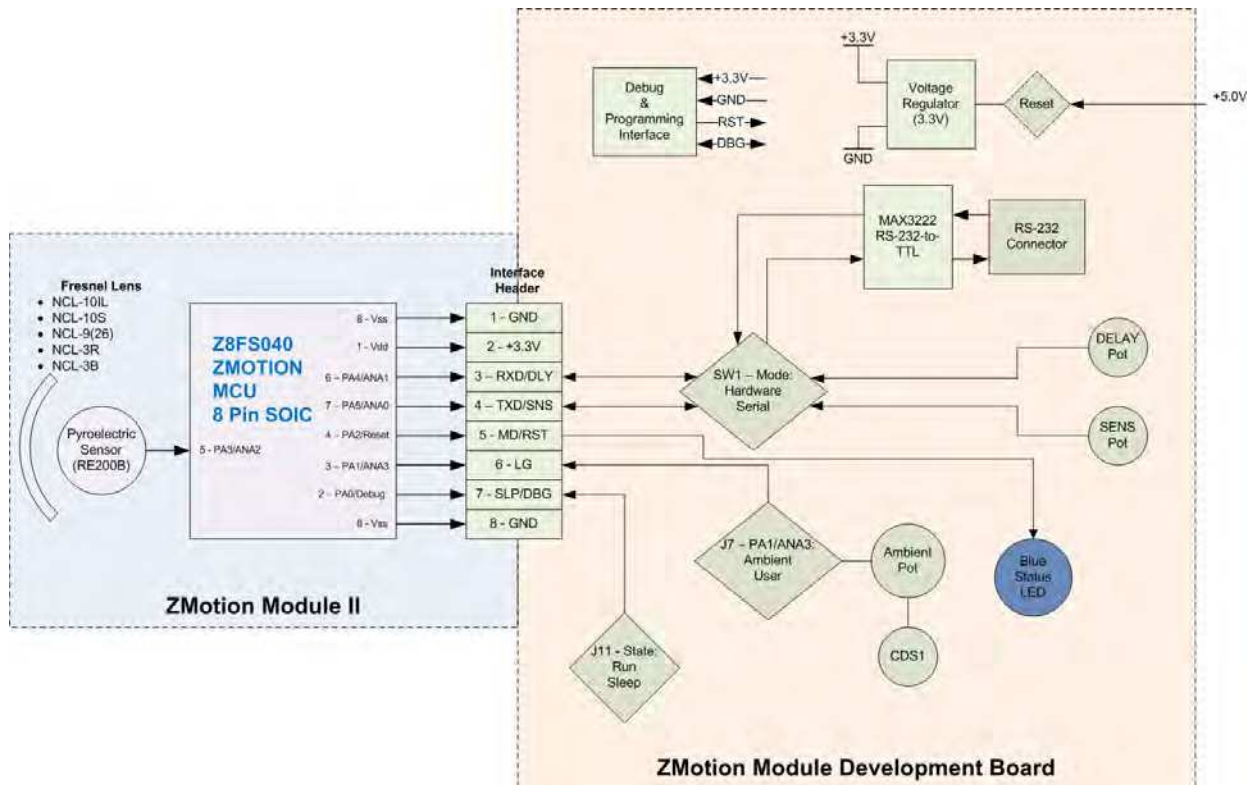 +3.3V
Debug
&
Programming
Interface
+3.3V
GND
RST
DBG
Voltage
Regulator
(3.3V)
Reset
+5.0V
GND
MAX3222
RS-232-to-
TTL
RS-232
Connector
Fresnel Lens
• NCL-10IL
• NCL-10S
• NCL-9(26)
• NCL-3R
• NCL-3B
Pyroelectric
Sensor
(RE200B)
Z8FS040
ZMOTION
MCU
8 Pin SOIC
5 - PA3/ANA2
8 - Vss
1 - Vdd
6 - PA4/ANA1
7 - PA5/ANA0
4 - PA2/Reset
3 - PA1/ANA3
2 - PA0/Debug
8 - Vss
Interface
Header
1 - GND
2 - +3.3V
3 – RXD/DLY
4 - TXD/SNS
5 - MD/RST
6 - LG
7 - SLP/DBG
8 - GND
SW1 – Mode:
Hardware
Serial
DELAY
Pot
SENS
Pot
J7 – PA1/ANA3:
Ambient
User
Ambient
Pot
Blue
Status
LED
CDS1
J11 - State:
Run
Sleep
ZMotion Module II
ZMotion Module Development Board